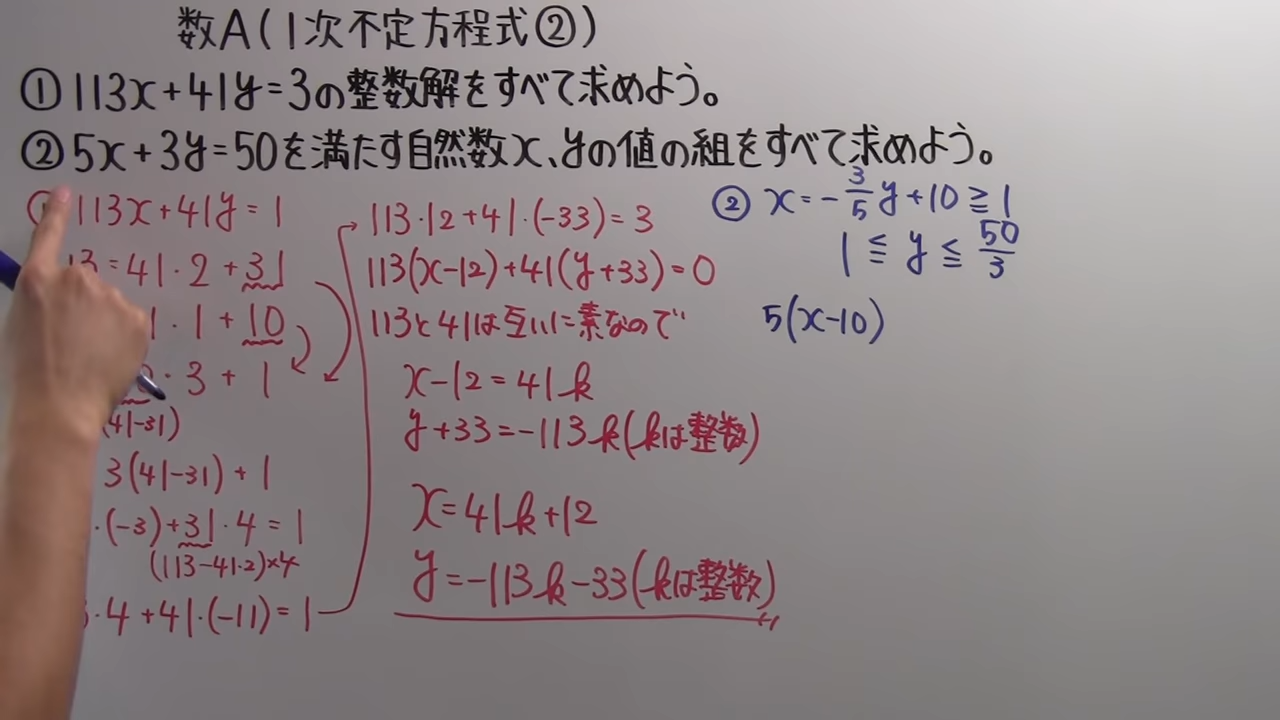 数A(1次不定方程式②)
①113x+41y=3の整数解をすべて求めよう。
②5x+3y=50を満たす自然数x、yの値の組をすべて求めよう。
113x+41y=1
=41・2+31
・1+10
・3+1
(41-31)
3(41-31)+1
・(-3)+31・4=1
(113-41・2)×4
・4+41・(-11)=1
113・12+41・(-33)=3
113(x-12)+41(y+33)=0
113と41は互いに素なので
x-12=41k
y+33=-113k(kは整数)
x=41k+12
y=-113k-33(kは整数)
② x=-3/5y+10≧1
1≦y≦50/3
5(x-10)